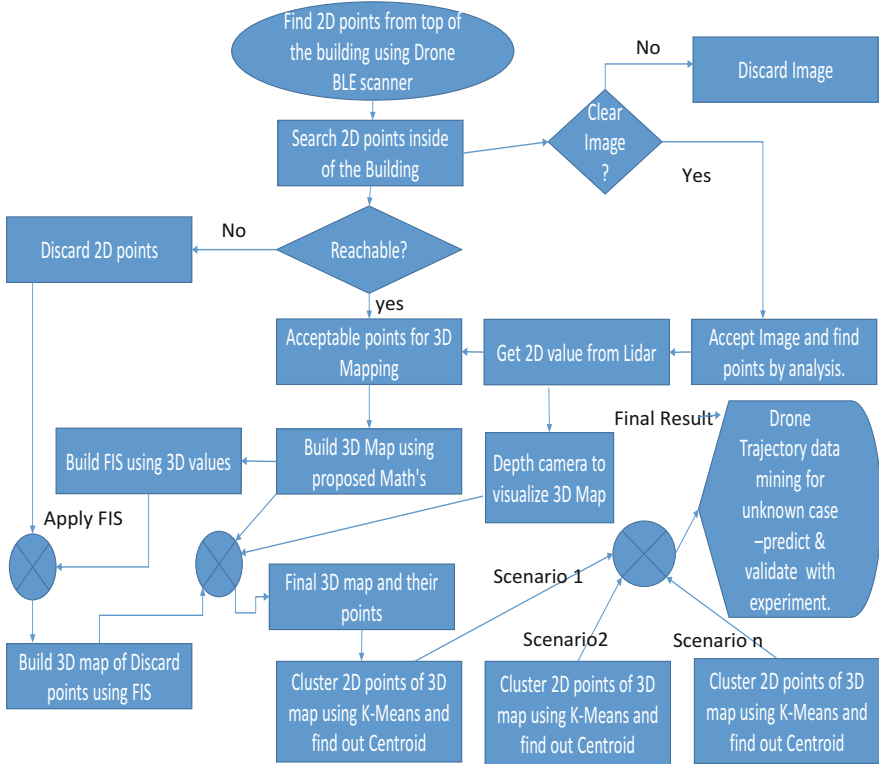 Find 2D points from top of
the building using Drone
BLE scanner
No
Discard Image
Clear
Image
?
Search 2D points inside
of the Building
Yes
No
Discard 2D points
Reachable?
yes
Acceptable points for 3D
Mapping
Get 2D value from Lidar
Accept Image and find
points by analysis.
Final Result
Drone
Trajectory data
mining for
unknown case
–predict &
validate with
experiment.
Build FIS using 3D values
Build 3D Map using
proposed Math's
Depth camera to
visualize 3D Map
Apply FIS
Scenario 1
Final 3D map and their
points
Scenario2
Scenario n
Build 3D map of Discard
points using FIS
Cluster 2D points of 3D
map using K-Means and
find out Centroid
Cluster 2D points of 3D
map using K-Means and
find out Centroid
Cluster 2D points of 3D
map using K-Means and
find out Centroid